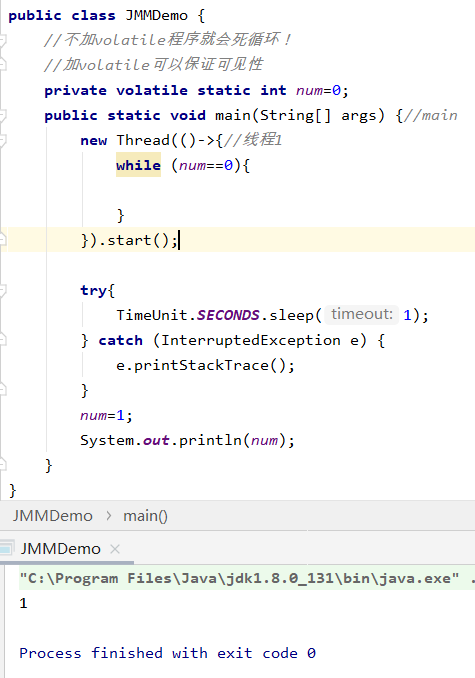 public class JMMDemo {
//不加volatile程序就会死循环！
//加volatile可以保证可见性
private volatile static int num=0;
public static void main(String[] args) {//main
new Thread(()->{//线程1
while (num==0){
}
}).start();
try{
TimeUnit.SECONDS.sleep( timeout: 1);
} catch (InterruptedException e) {
e.printStackTrace();
}
num=1;
System.out.println(num);
}
}
JMMDemo > main()
JMMDemo ×
"C:\Program Files\Java\jdk1.8.0_131\bin\java.exe" .
1
Process finished with exit code 0